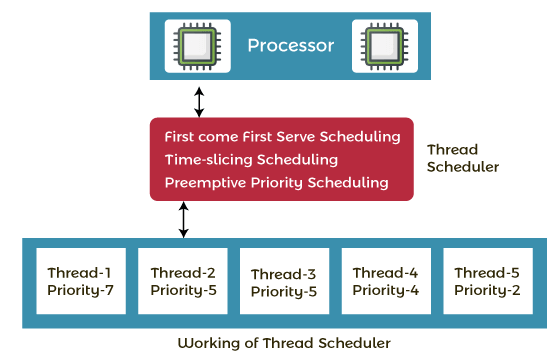 Processor
First come First Serve Scheduling
Time-slicing Scheduling
Preemptive Priority Scheduling
Thread
Scheduler
Thread-1
Priority-7
Thread-2
Priority-5
Thread-3
Priority-5
Thread-4
Priority-4
Thread-5
Priority-2
Working of Thread Scheduler